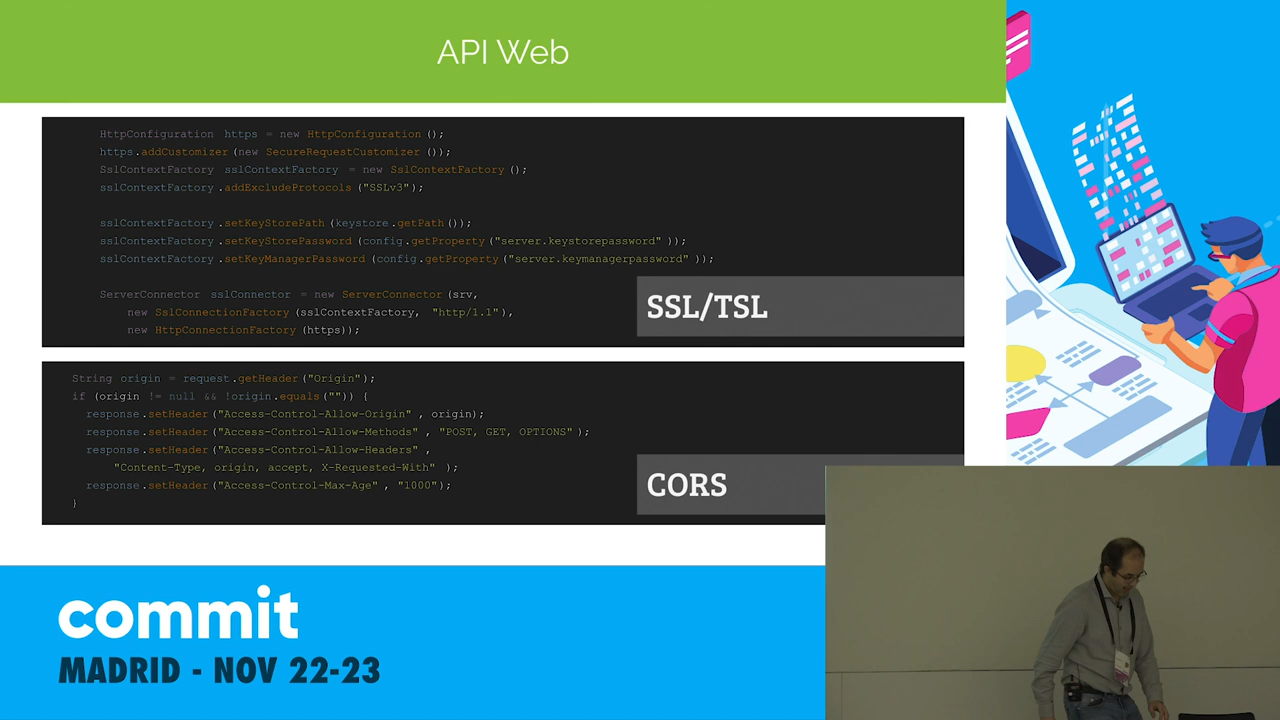 API Web
HttpConfiguration https = new HttpConfiguration ();
https.addCustomizer (new SecureRequestCustomizer ());
SslContextFactory sslContextFactory = new SslContextFactory ();
sslContextFactory .addExcludeProtocols ("SSLv3");
sslContextFactory .setKeyStorePath (keystore.getPath ());
sslContextFactory .setKeyStorePassword (config.getProperty ("server.keystorepassword" ));
sslContextFactory .setKeyManagerPassword (config.getProperty ("server.keymanagerpassword" ));
ServerConnector sslConnector = new ServerConnector (srv,
new SslConnectionFactory (sslContextFactory, "http/1.1"),
new HttpConnectionFactory (https));
SSL/TSL
String origin = request.getHeader ("Origin");
if (origin != null && !origin.equals ("")) {
response.setHeader ("Access-Control-Allow-Origin" , origin);
response.setHeader ("Access-Control-Allow-Methods" , "POST, GET, OPTIONS" );
response.setHeader ("Access-Control-Allow-Headers" ,
"Content-Type, origin, accept, X-Requested-With" );
response.setHeader ("Access-Control-Max-Age" , "1000");
}
CORS
commit
MADRID - NOV 22-23